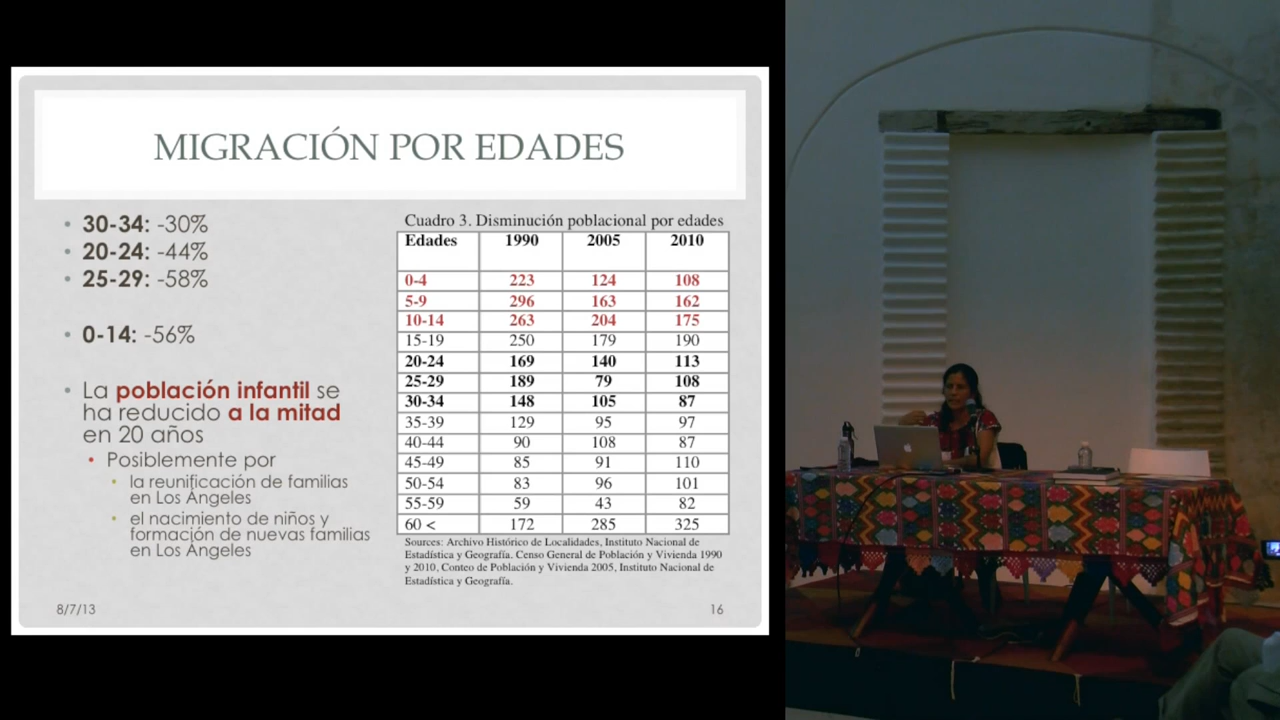 MIGRACIÓN POR EDADES
• 30-34: -30%
• 20-24: -44%
• 25-29: -58%
• 0-14: -56%
• La población infantil se
ha reducido a la mitad
en 20 años
• Posiblemente por
• la reunificación de familias
en Los Ángeles
• el nacimiento de niños y
formación de nuevas familias
en Los Ángeles
Cuadro 3. Disminución poblacional por edades
Edades 1990 2005 2010
0-4 223 124 108
5-9 296 163 162
10-14 263 204 175
15-19 250 179 190
20-24 169 140 113
25-29 189 79 108
30-34 148 105 87
35-39 129 95 97
40-44 90 108 87
45-49 85 91 110
50-54 83 96 101
55-59 59 43 82
60 < 172 285 325
Sources: Archivo Histórico de Localidades, Instituto Nacional de
Estadística y Geografía. Censo General de Población y Vivienda 1990
y 2010, Conteo de Población y Vivienda 2005, Instituto Nacional de
Estadística y Geografía.
8/7/13
16